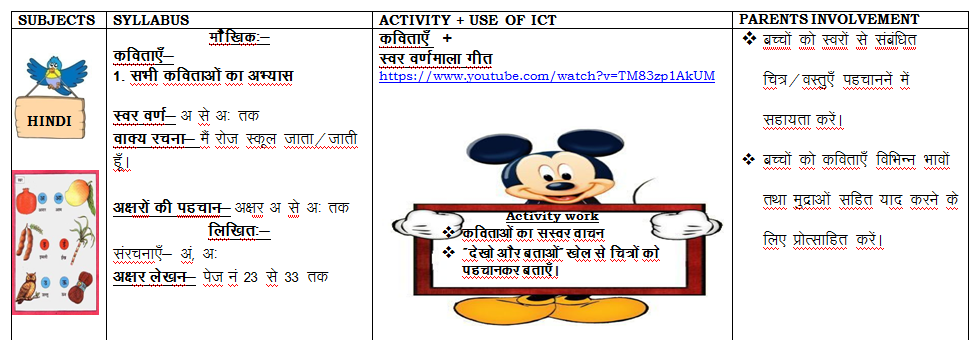 SUBJECTS
SYLLABUS
ACTIVITY + USE OF ICT
PARENTS INVOLVEMENT
HINDI
मौखिकः–
कविताएँ–
1. सभी कविताओं का अभ्यास
स्वर वर्ण– अ से अः तक
वाक्य रचना– मैं रोज स्कूल जाता/जाती
हूँ।
अक्षरों की पहचान– अक्षर अ से अः तक
लिखितः–
संरचनाएँ– अं, अः
अक्षर लेखन– पेज नं 23 से 33 तक
कविताएँ +
स्वर वर्णमाला गीत
https://www.youtube.com/watch?v=TM83zp1AkUM
Activity work
❖ कविताओं का सस्वर वाचन
❖ "देखो और बताओं" खेल से चित्रों को
पहचानकर बताएँ।
❖ बच्चों को स्वरों से संबंधित
चित्र/वस्तुएँ पहचाननें में
सहायता करें।
❖ बच्चों को कविताएँ विभिन्न भावों
तथा मुद्राओं सहित याद करने के
लिए प्रोत्साहित करें।